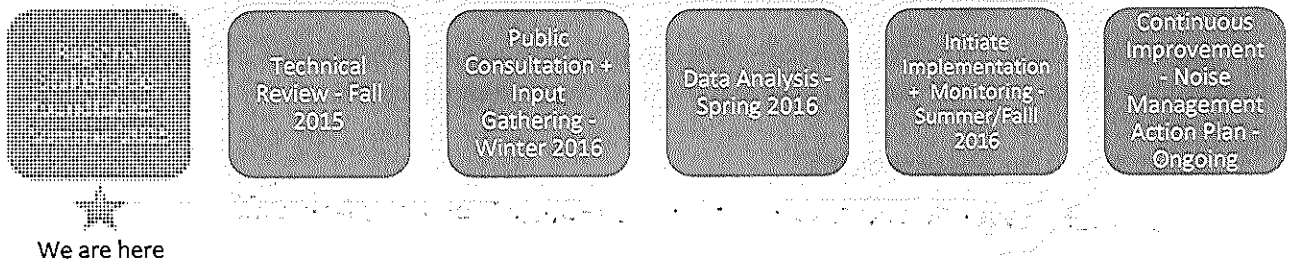 Technical
Review - Fall
2015
Public
Consultation +
Input
Gathering -
Winter 2016
Data Analysis -
Spring 2016
Initiate
Implementation
+ Monitoring -
Summer/Falll
2016
Continuous
Improvement
- Noise
Management
Action Plan -
Ongoing
We are here